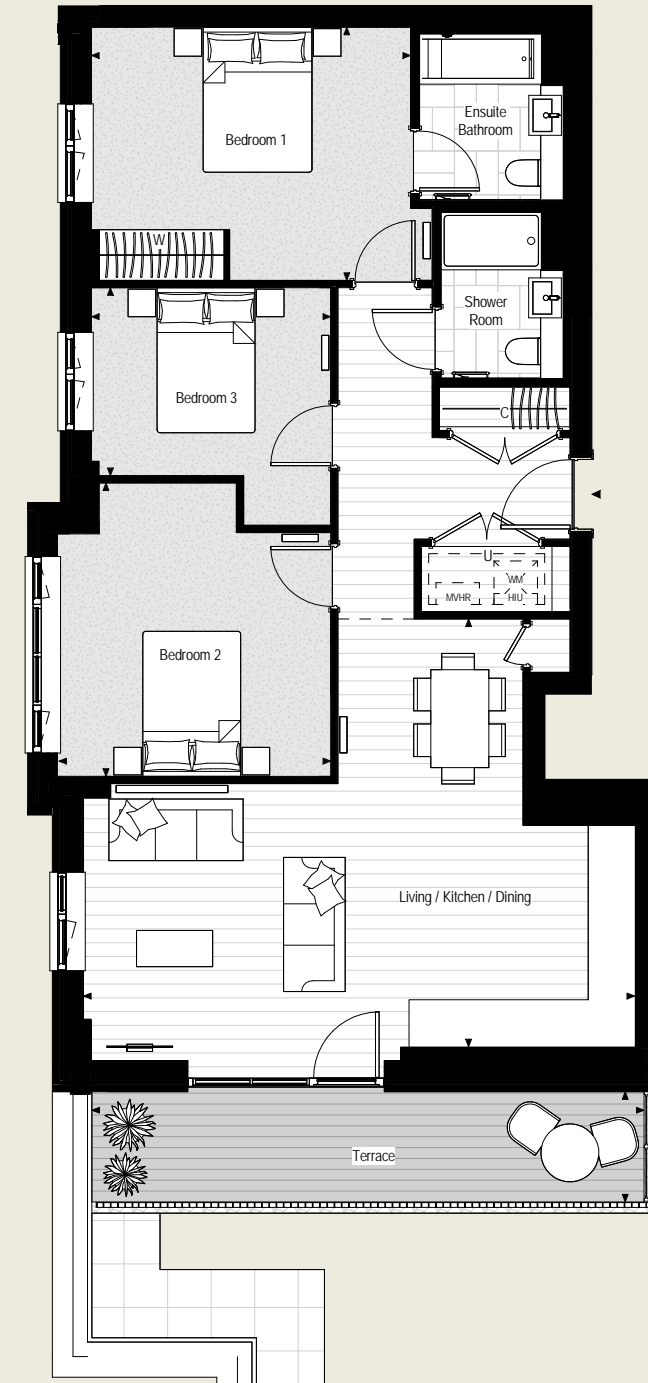 Bedroom 1
Ensuite
Bathroom
W
Shower
Room
Bedroom 3
C
U
WM
MVHR
HIU
Bedroom 2
Living / Kitchen / Dining
Terrace